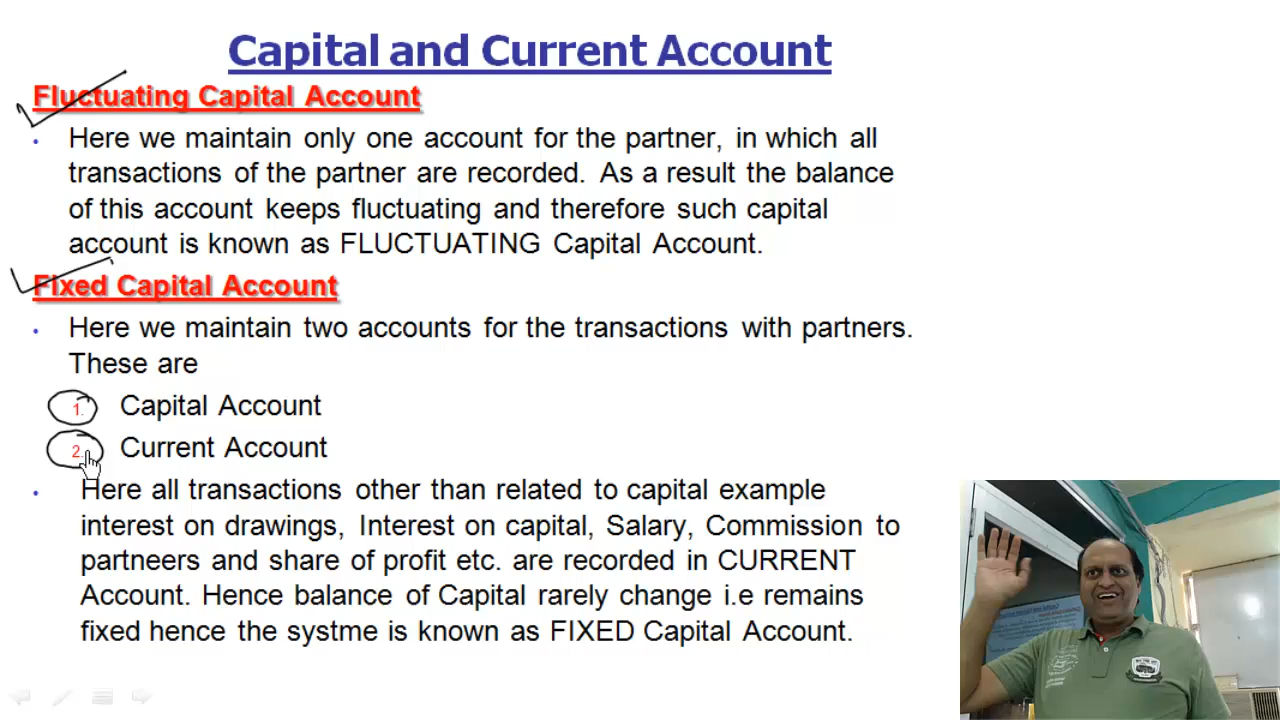 Capital and Current Account
Fluctuating Capital Account
• Here we maintain only one account for the partner, in which all
transactions of the partner are recorded. As a result the balance
of this account keeps fluctuating and therefore such capital
account is known as FLUCTUATING Capital Account.
Fixed Capital Account
• Here we maintain two accounts for the transactions with partners.
These are
1. Capital Account
2. Current Account
• Here all transactions other than related to capital example
interest on drawings, Interest on capital, Salary, Commission to
partneers and share of profit etc. are recorded in CURRENT
Account. Hence balance of Capital rarely change i.e remains
fixed hence the systme is known as FIXED Capital Account.